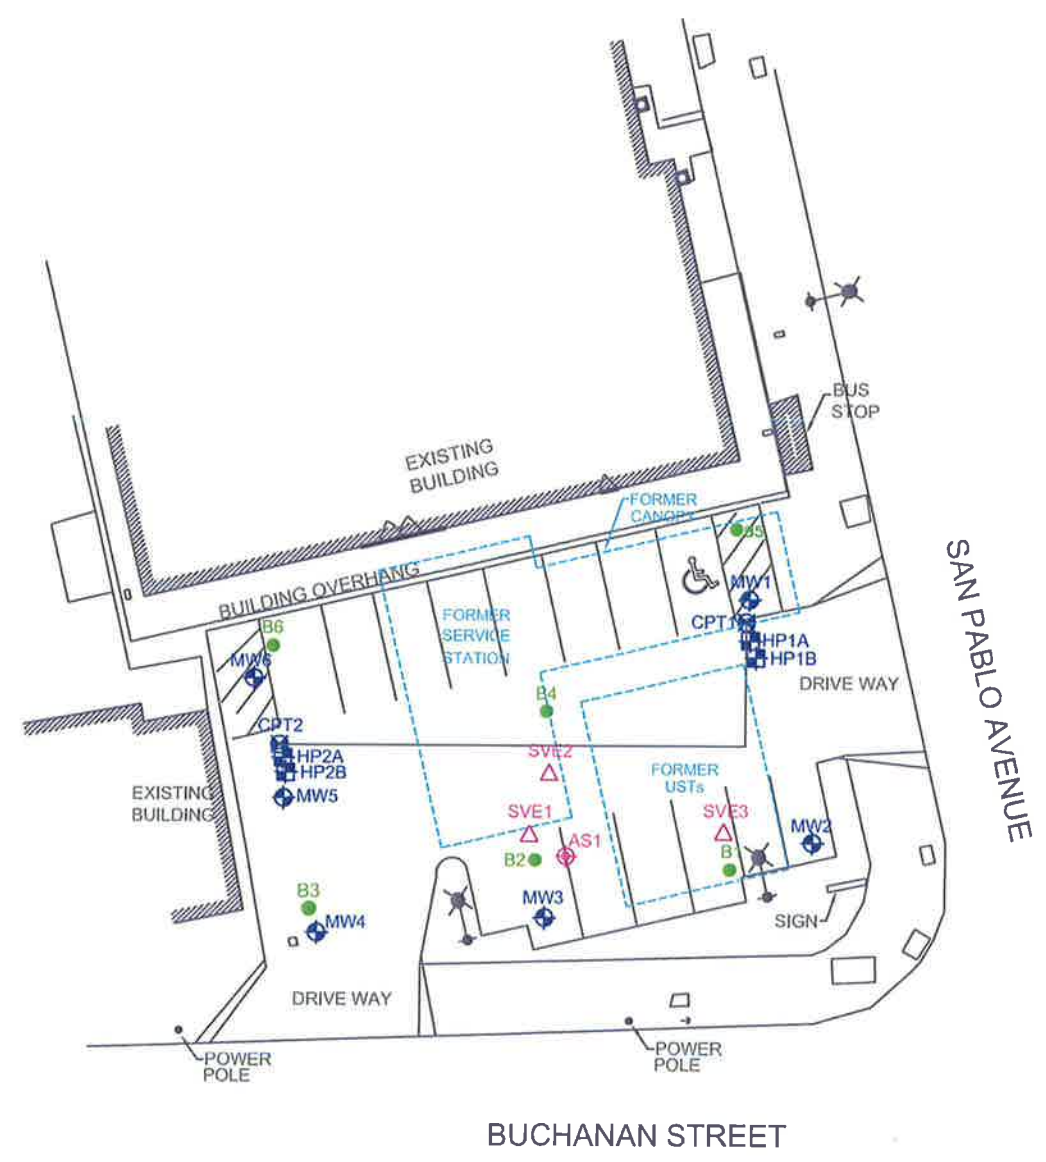 BUS
STOP
EXISTING
BUILDING
FORMER
CANOPY
B5
BUILDING OVERHANG
MW1
FORMER
SERVICE
STATION
CPT1
B6
HP1A
HP1B
MW6
DRIVE WAY
B4
CPT2
SVE2
HP2A
HP2B
FORMER
USTs
EXISTING
BUILDING
MW5
SVE1
SVE3
MW2
AS1
B2
B1
B3
MW3
MW4
SIGN
DRIVE WAY
POWER
POLE
POWER
POLE
SAN PABLO AVENUE
BUCHANAN STREET